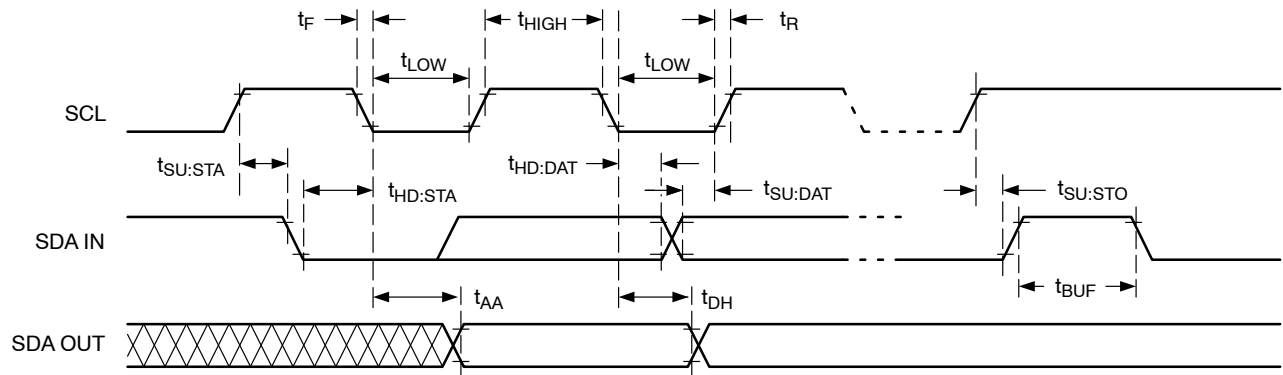 tF
tHIGH
tR
tLOW
tLOW
SCL
tSU:STA
tHD:STA
tHD:DAT
tSU:DAT
tSU:STO
SDA IN
tAA
tDH
tBUF
SDA OUT